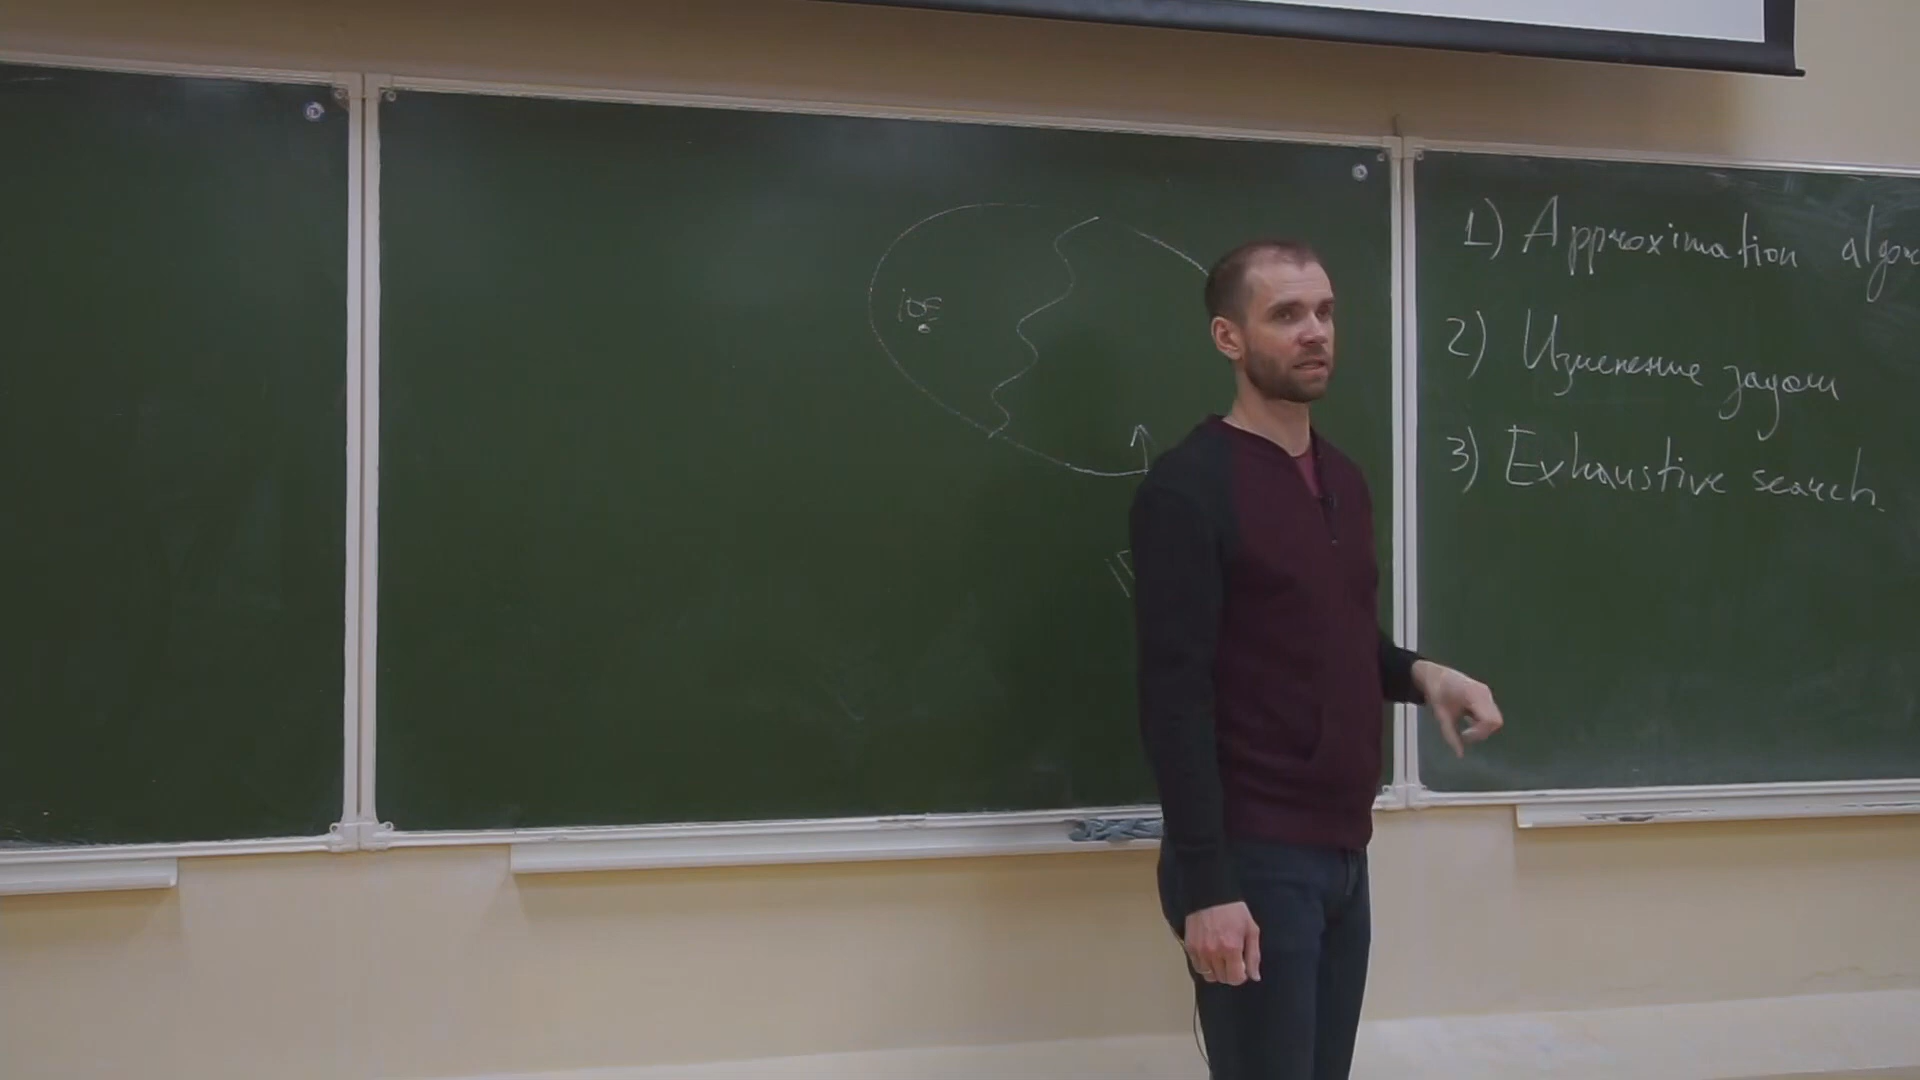 1) Approximation
2) Изменение задачи
3) Exhaustive search